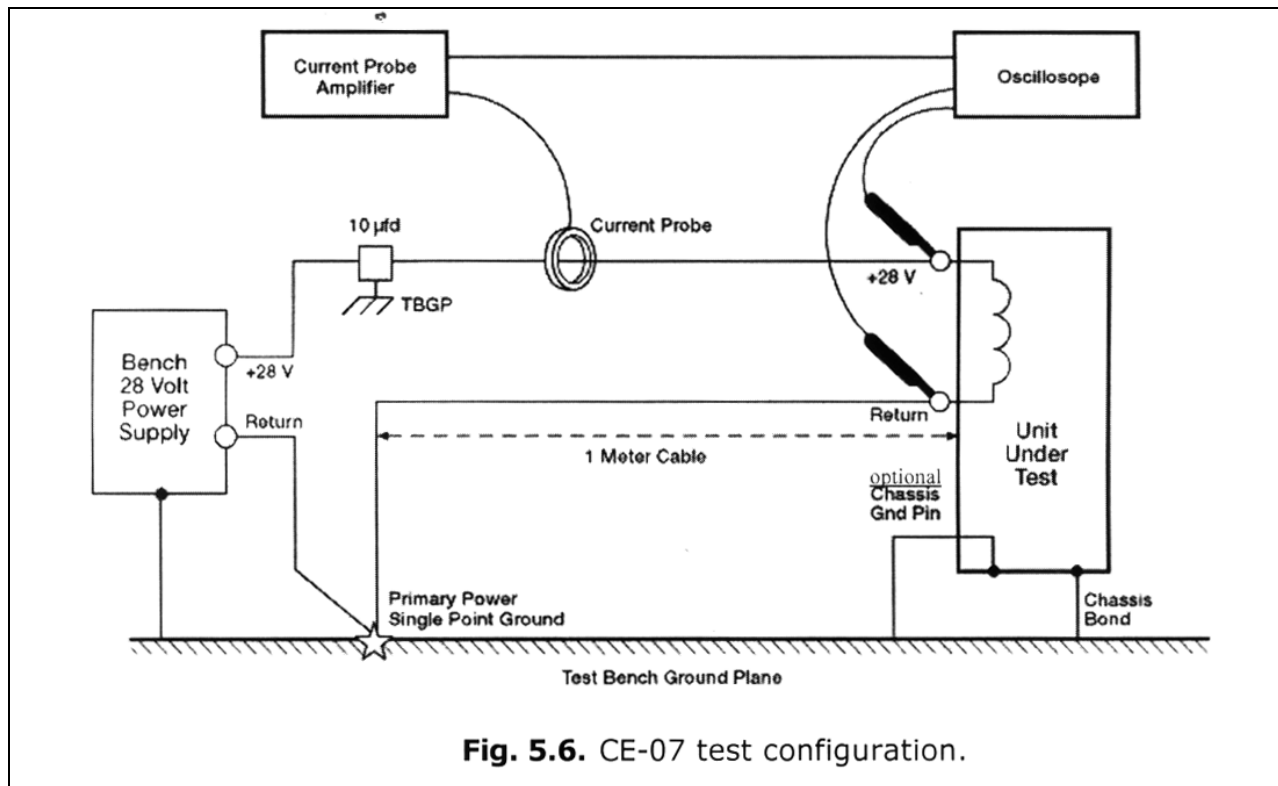 Current Probe
Amplifier
Oscillosope
10 µfd
Current Probe
TBGP
+28 V
Bench
28 Volt
Power
Supply
+28 V
Return
Return
1 Meter Cable
Unit
Under
Test
optional
Chassis
Gnd Pin
Primary Power
Single Point Ground
Chassis
Bond
Test Bench Ground Plane
Fig. 5.6. CE-07 test configuration.